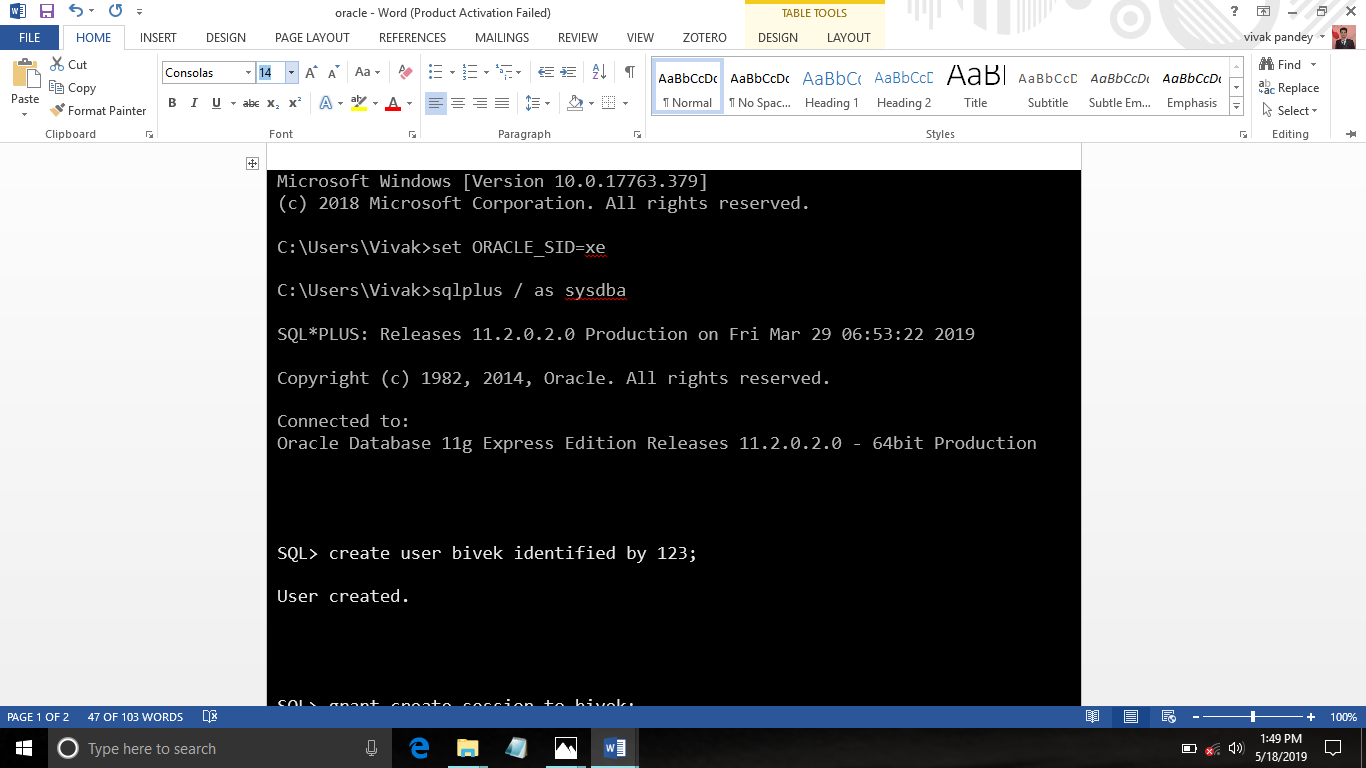 oracle - Word (Product Activation Failed)
TABLE TOOLS
?
FILE HOME INSERT DESIGN PAGE LAYOUT REFERENCES MAILINGS REVIEW VIEW ZOTERO DESIGN LAYOUT
vivak pandey
Paste
Cut
Copy
Format Painter
Clipboard
Consolas 14
Aa
B I U abc x2 x2 A ab A
Font
Paragraph
AaBbCcDc AaBbCcDc AaBbCc AaBbCcD AaB AaBbCcD AaBbCcDc AaBbCcDc
¶ Normal ¶ No Spac... Heading 1 Heading 2 Title Subtitle Subtle Em... Emphasis
Styles
Find
Replace
Select
Editing
Microsoft Windows [Version 10.0.17763.379]
(c) 2018 Microsoft Corporation. All rights reserved.
C:\Users\Vivak>set ORACLE_SID=xe
C:\Users\Vivak>sqlplus / as sysdba
SQL*PLUS: Releases 11.2.0.2.0 Production on Fri Mar 29 06:53:22 2019
Copyright (c) 1982, 2014, Oracle. All rights reserved.
Connected to:
Oracle Database 11g Express Edition Releases 11.2.0.2.0 - 64bit Production
SQL> create user bivek identified by 123;
User created.
SQL> grant create session to bivek;
PAGE 1 OF 2 47 OF 103 WORDS
100%
Type here to search
1:49 PM
5/18/2019